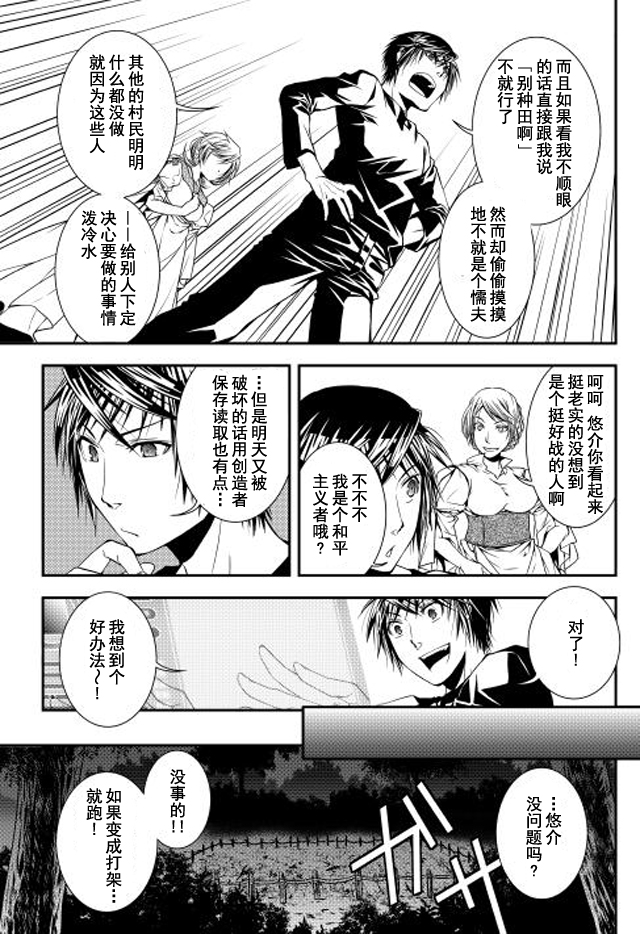 而且如果看我不顺眼
的话直接跟我说
「别种田啊」
不就行了
然而却偷偷摸摸
地不就是个懦夫
其他的村民明明
什么都没做
就因为这些人
——给别人下定
决心要做的事情
泼冷水
呵呵 悠介你看起来
挺老实的没想到
是个挺好战的人啊
不不不
我是个和平
主义者哦?
…但是明天又被
破坏的话用创造者
保存读取也有点…
对了!
我想到个
好办法~!
…悠介
没问题吗?
ガガ
没事的!!
如果变成打架…
就跑!